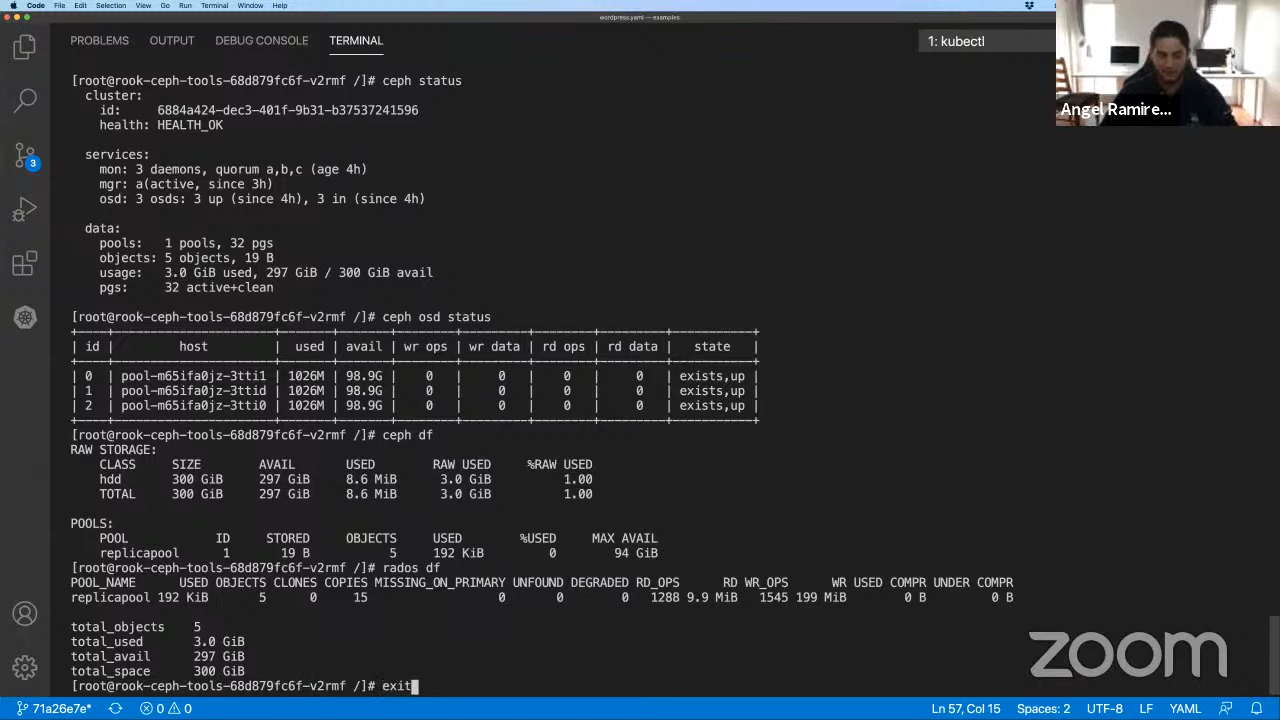 Code File Edit Selection View Go Run Terminal Window Help
wordpress.yaml — examples
PROBLEMS OUTPUT DEBUG CONSOLE TERMINAL 1: kubectl
[root@rook-ceph-tools-68d879fc6f-v2rmf /]# ceph status
cluster:
id: 6884a424-dec3-401f-9b31-b37537241596
health: HEALTH_OK
services:
mon: 3 daemons, quorum a,b,c (age 4h)
mgr: a(active, since 3h)
osd: 3 osds: 3 up (since 4h), 3 in (since 4h)
data:
pools: 1 pools, 32 pgs
objects: 5 objects, 19 B
usage: 3.0 GiB used, 297 GiB / 300 GiB avail
pgs: 32 active+clean
[root@rook-ceph-tools-68d879fc6f-v2rmf /]# ceph osd status
+----+----------------------+-------+-------+--------+---------+--------+---------+-----------+
| id | host | used | avail | wr ops | wr data | rd ops | rd data | state |
+----+----------------------+-------+-------+--------+---------+--------+---------+-----------+
| 0 | pool-m65ifa0jz-3tti1 | 1026M | 98.9G | 0 | 0 | 0 | 0 | exists,up |
| 1 | pool-m65ifa0jz-3ttid | 1026M | 98.9G | 0 | 0 | 0 | 0 | exists,up |
| 2 | pool-m65ifa0jz-3tti0 | 1026M | 98.9G | 0 | 0 | 0 | 0 | exists,up |
+----+----------------------+-------+-------+--------+---------+--------+---------+-----------+
[root@rook-ceph-tools-68d879fc6f-v2rmf /]# ceph df
RAW STORAGE:
CLASS SIZE AVAIL USED RAW USED %RAW USED
hdd 300 GiB 297 GiB 8.6 MiB 3.0 GiB 1.00
TOTAL 300 GiB 297 GiB 8.6 MiB 3.0 GiB 1.00
POOLS:
POOL ID STORED OBJECTS USED %USED MAX AVAIL
replicapool 1 19 B 5 192 KiB 0 94 GiB
[root@rook-ceph-tools-68d879fc6f-v2rmf /]# rados df
POOL_NAME USED OBJECTS CLONES COPIES MISSING_ON_PRIMARY UNFOUND DEGRADED RD_OPS RD WR_OPS WR USED COMPR UNDER COMPR
replicapool 192 KiB 5 0 15 0 0 0 1288 9.9 MiB 1545 199 MiB 0 B 0 B
total_objects 5
total_used 3.0 GiB
total_avail 297 GiB
total_space 300 GiB
[root@rook-ceph-tools-68d879fc6f-v2rmf /]# exit
Angel Ramire...
3
zoom
71a26e7e* 0 0 Ln 57, Col 15 Spaces: 2 UTF-8 LF YAML